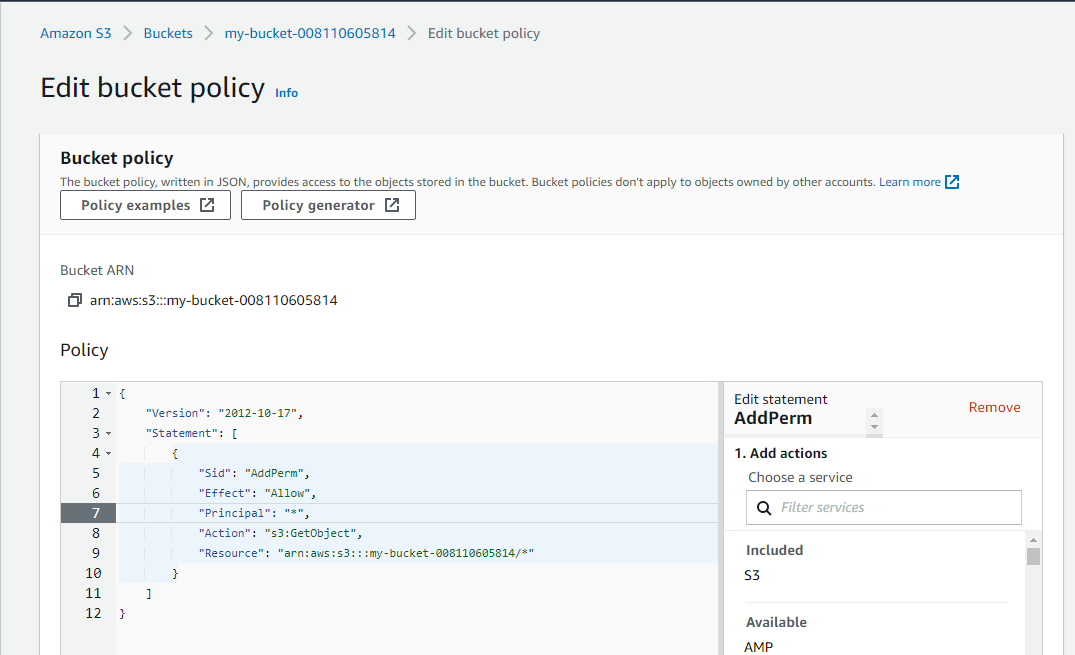 Amazon S3 > Buckets > my-bucket-008110605814 > Edit bucket policy
Edit bucket policy Info
Bucket policy
The bucket policy, written in JSON, provides access to the objects stored in the bucket. Bucket policies don't apply to objects owned by other accounts. Learn more
Policy examples
Policy generator
Bucket ARN
arn:aws:s3:::my-bucket-008110605814
Policy
1 {
2 "Version": "2012-10-17",
3 "Statement": [
4 {
5 "Sid": "AddPerm",
6 "Effect": "Allow",
7 "Principal": "*",
8 "Action": "s3:GetObject",
9 "Resource": "arn:aws:s3:::my-bucket-008110605814/*"
10 }
11 ]
12 }
Edit statement
AddPerm
Remove
1. Add actions
Choose a service
Filter services
Included
S3
Available
AMP